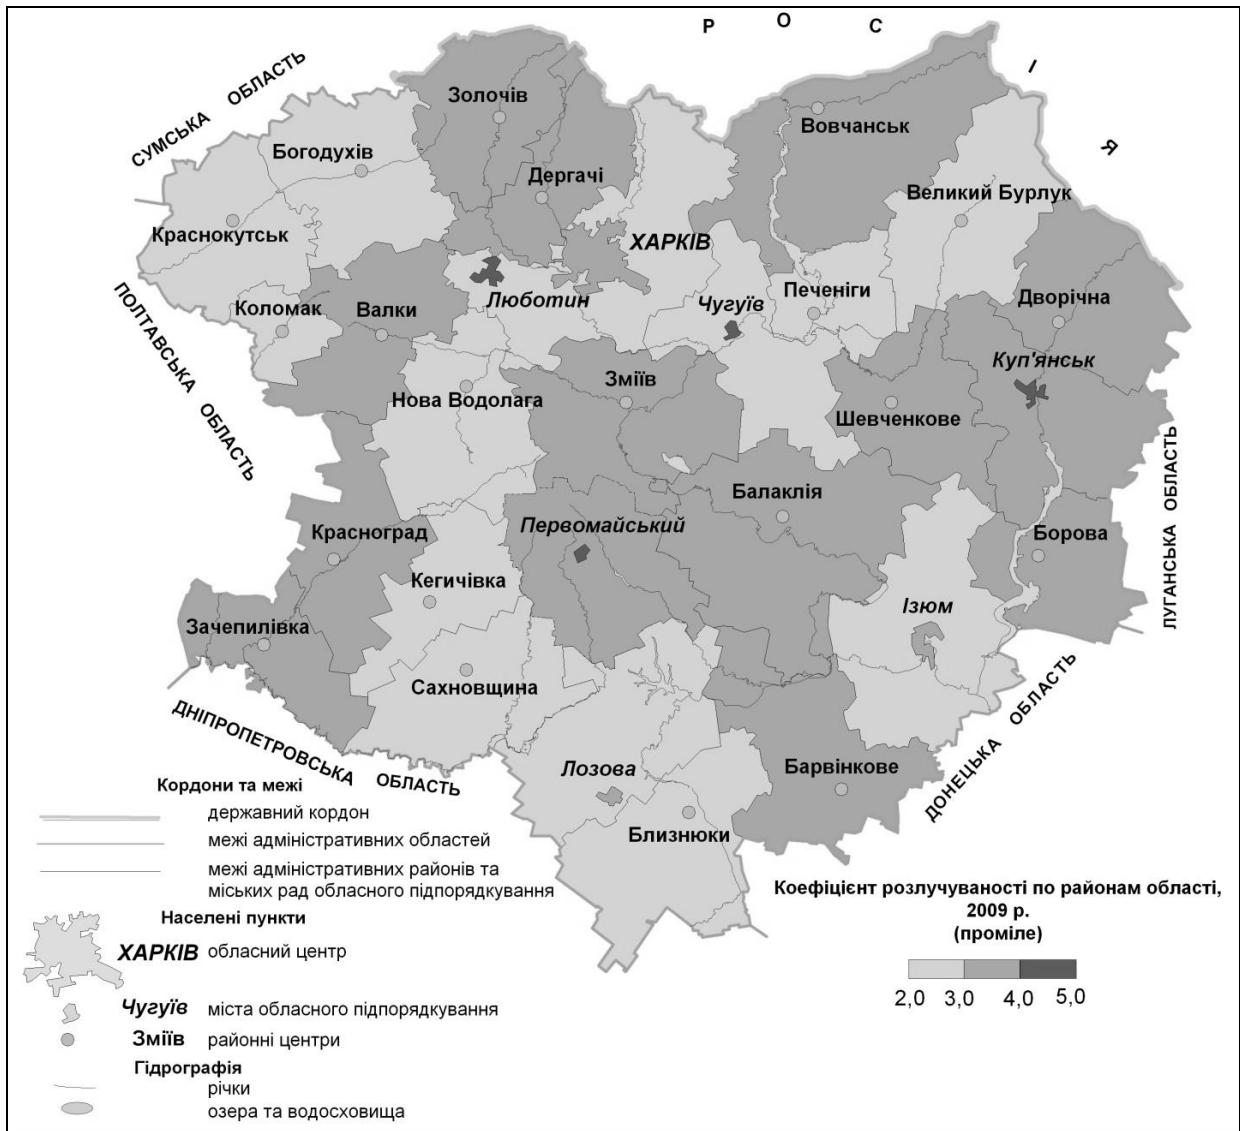 Р О С І Я
СУМСЬКА ОБЛАСТЬ
ПОЛТАВСЬКА ОБЛАСТЬ
ДНІПРОПЕТРОВСЬКА ОБЛАСТЬ
ДОНЕЦЬКА ОБЛАСТЬ
ЛУГАНСЬКА ОБЛАСТЬ
Золочів
Вовчанськ
Богодухів
Дергачі
Великий Бурлук
Краснокутськ
ХАРКІВ
Коломак
Валки
Люботин
Чугуїв
Печеніги
Дворічна
Куп'янськ
Нова Водолага
Зміїв
Шевченкове
Балаклія
Красноград
Первомайський
Борова
Кегичівка
Ізюм
Зачепилівка
Сахновщина
Лозова
Барвінкове
Близнюки
Кордони та межі
державний кордон
межі адміністративних областей
межі адміністративних районів та
міських рад обласного підпорядкування
Населені пункти
ХАРКІВ обласний центр
Чугуїв міста обласного підпорядкування
Зміїв районні центри
Гідрографія
річки
озера та водосховища
Коефіцієнт розлучуваності по районам області,
2009 р.
(проміле)
2,0 3,0 4,0 5,0